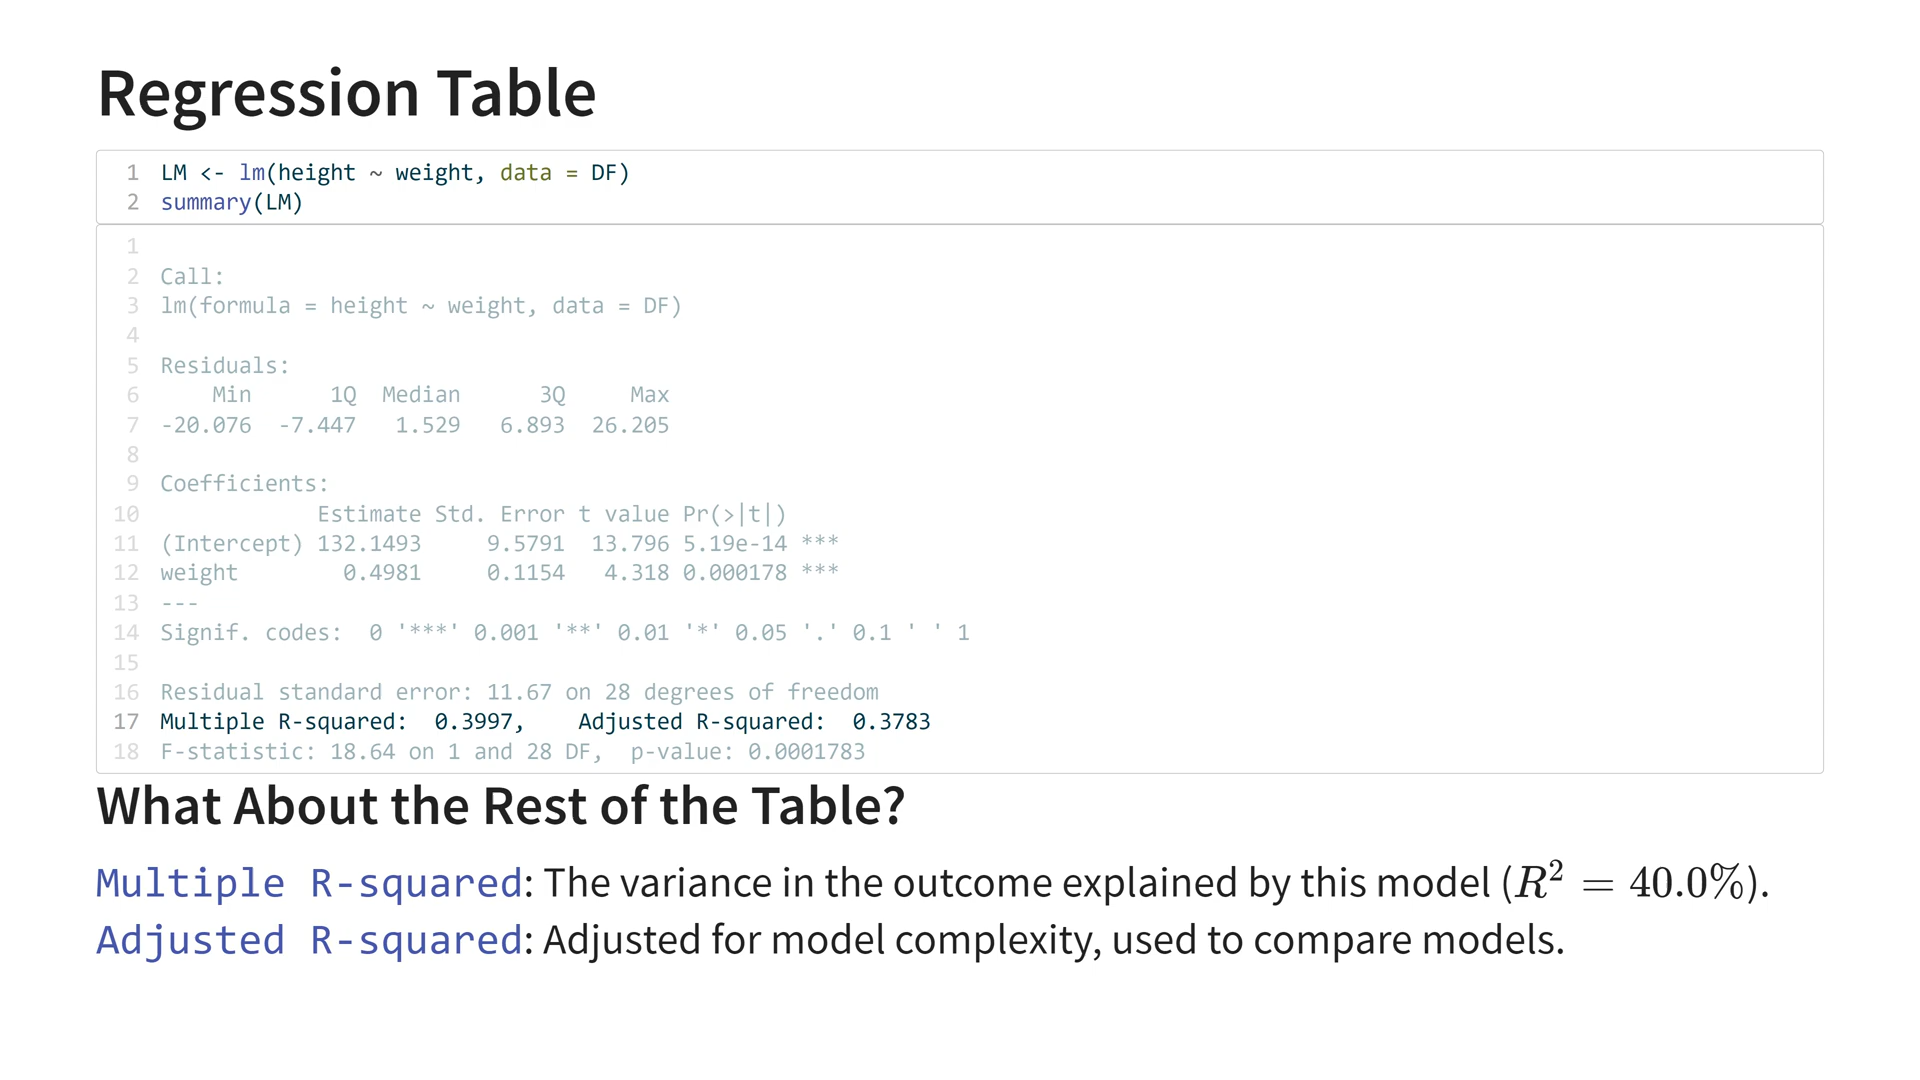 Regression Table
1 LM <- lm(height ~ weight, data = DF)
2 summary(LM)
1
2 Call:
3 lm(formula = height ~ weight, data = DF)
4
5 Residuals:
6     Min      1Q  Median      3Q     Max
7 -20.076  -7.447   1.529   6.893  26.205
8
9 Coefficients:
10             Estimate Std. Error t value Pr(>|t|)
11 (Intercept) 132.1493     9.5791  13.796 5.19e-14 ***
12 weight        0.4981     0.1154   4.318 0.000178 ***
13 ---
14 Signif. codes:  0 '***' 0.001 '**' 0.01 '*' 0.05 '.' 0.1 ' ' 1
15
16 Residual standard error: 11.67 on 28 degrees of freedom
17 Multiple R-squared:  0.3997,    Adjusted R-squared:  0.3783
18 F-statistic: 18.64 on 1 and 28 DF,  p-value: 0.0001783
What About the Rest of the Table?
Multiple R-squared: The variance in the outcome explained by this model (R² = 40.0%).
Adjusted R-squared: Adjusted for model complexity, used to compare models.